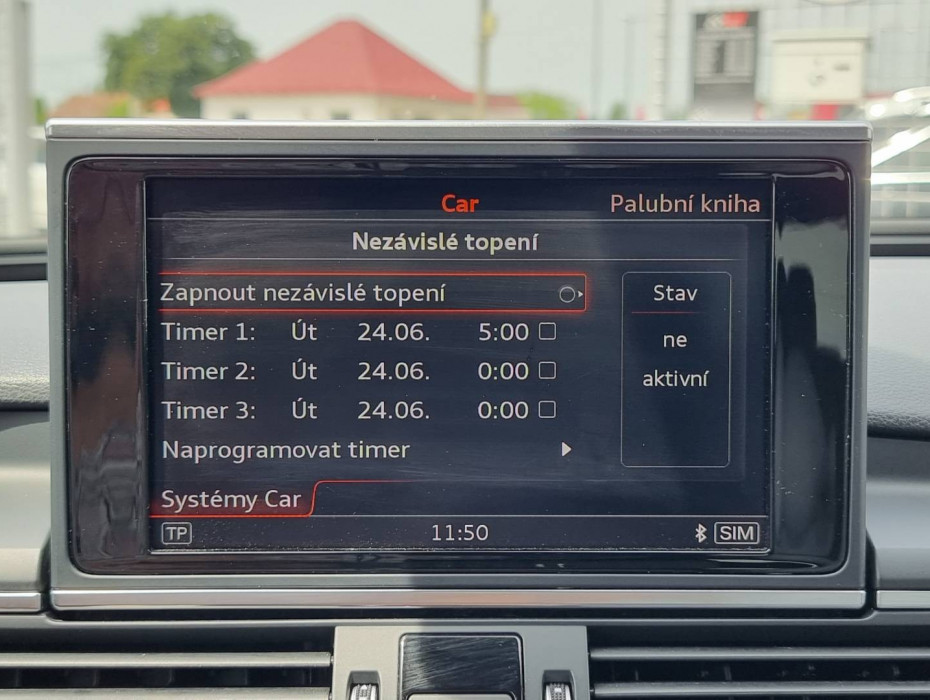 Car Palubní kniha
Nezávislé topení
Zapnout nezávislé topení
Timer 1: Út 24.06. 5:00
Timer 2: Út 24.06. 0:00
Timer 3: Út 24.06. 0:00
Naprogramovat timer
Stav
ne
aktivní
Systémy Car
TP 11:50 SIM